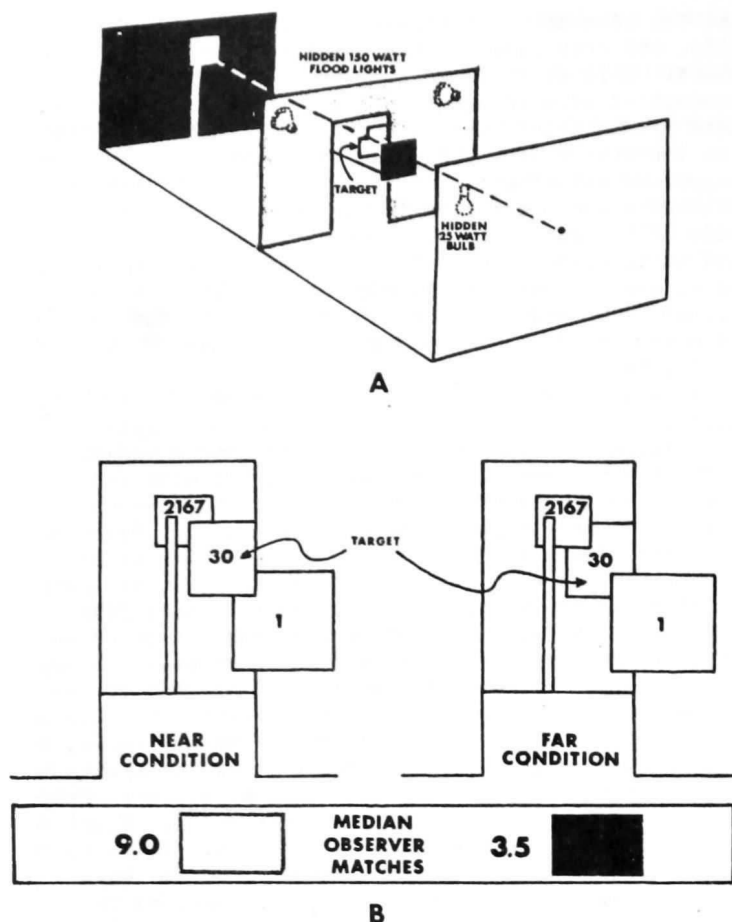 HIDDEN 150 WATT
FLOOD LIGHTS
TARGET
HIDDEN
25 WATT
BULB
A
2167
30
1
TARGET
2167
30
1
NEAR
CONDITION
FAR
CONDITION
9.0
MEDIAN
OBSERVER
MATCHES
3.5
B